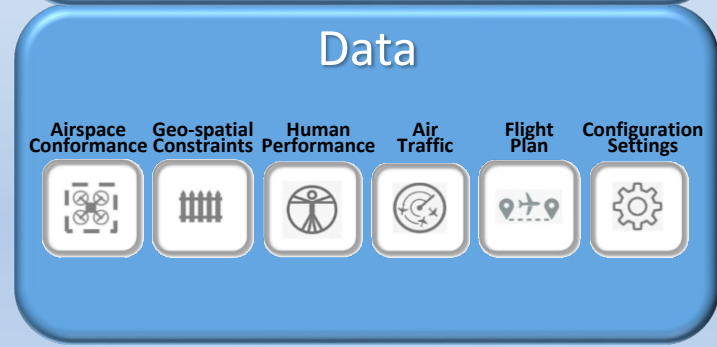 Data
Airspace Geo-spatial Human Air Flight Configuration
Conformance Constraints Performance Traffic Plan Settings